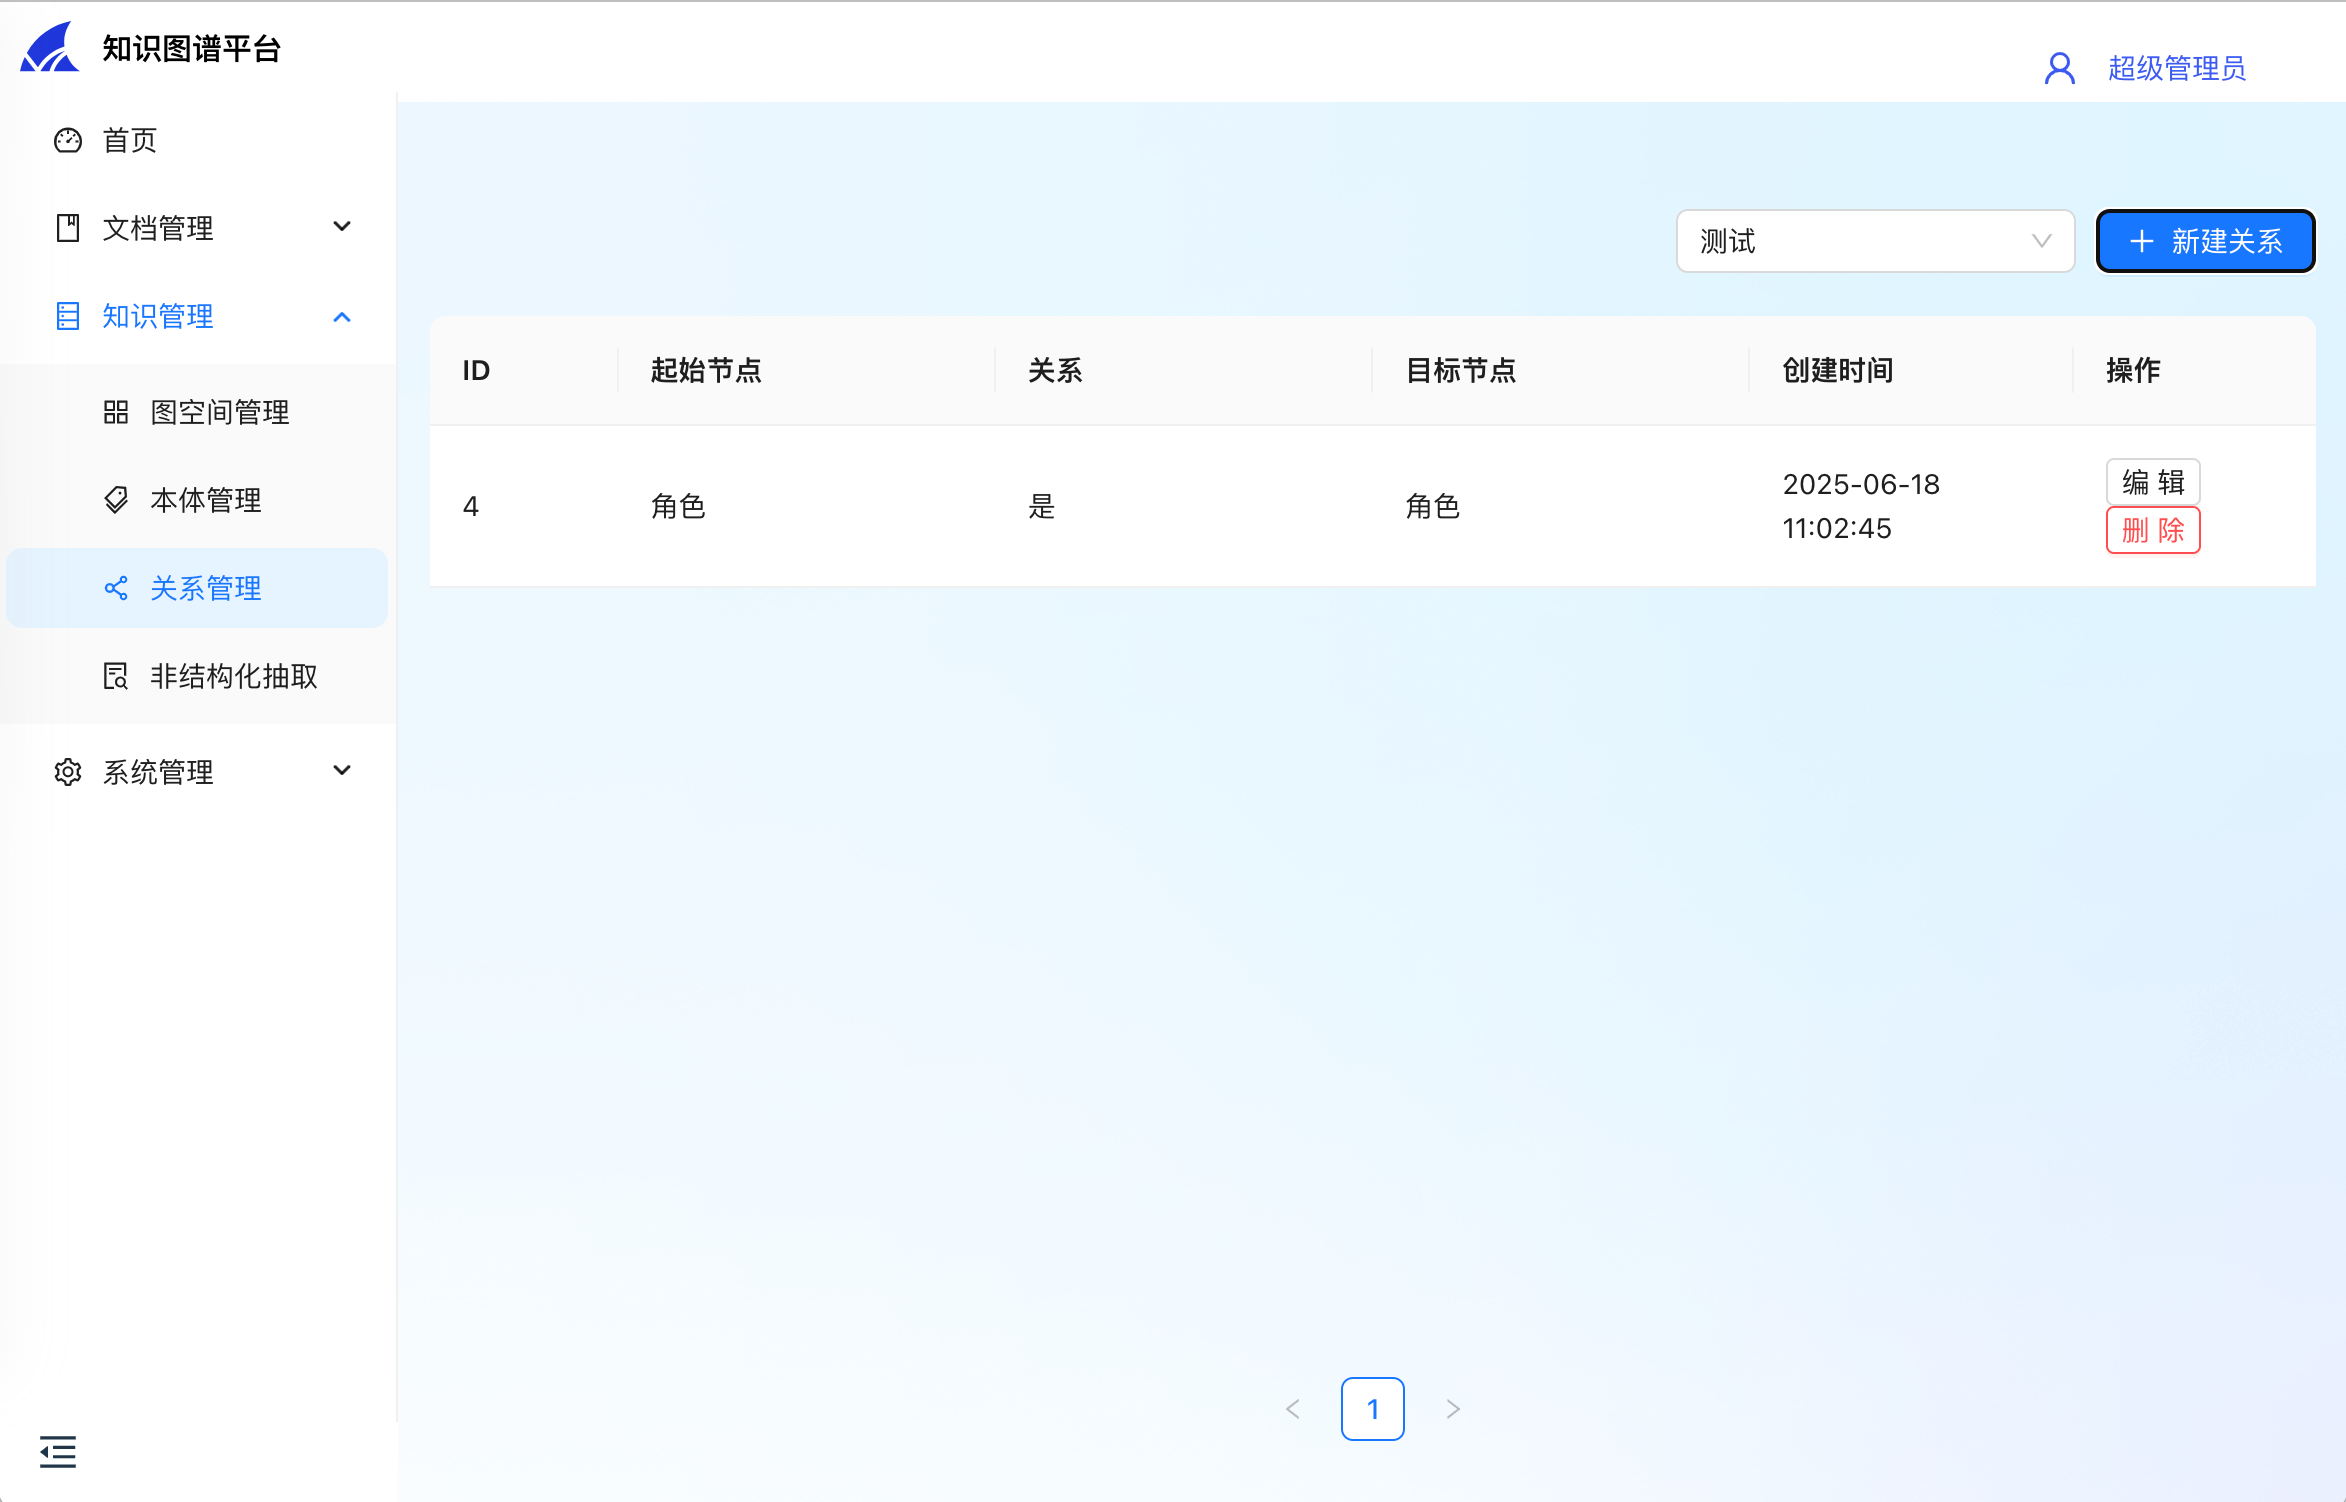 知识图谱平台
超级管理员
首页
文档管理
知识管理
图空间管理
本体管理
关系管理
非结构化抽取
系统管理
测试
新建关系
ID 起始节点 关系 目标节点 创建时间 操作
4 角色 是 角色 2025-06-18 11:02:45 编辑 删除
1